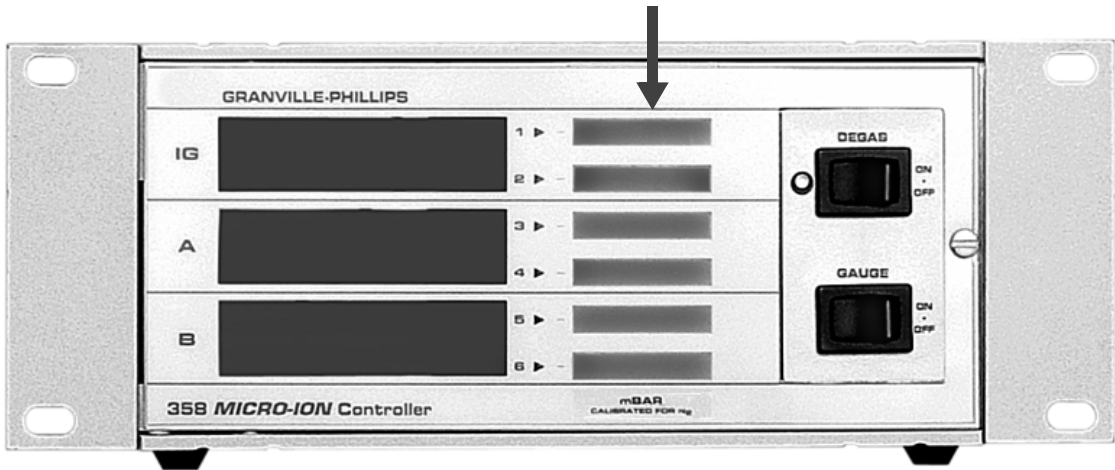 GRANVILLE-PHILLIPS
IG
1
2
A
3
4
B
5
6
DEGAS
ON
OFF
GAUGE
ON
OFF
358 MICRO-ION Controller
mBAR
CALIBRATED FOR N₂